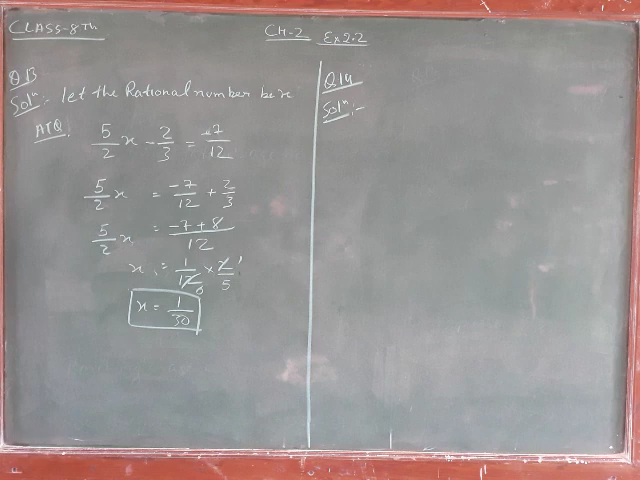 CLASS-8Th
CH-2 Ex 2.2
Q13
Solⁿ:- let the Rational number be x
ATQ,
5/2 x - 2/3 = -7/12
5/2 x = -7/12 + 2/3
5/2 x = -7+8/12
x = 1/12 6 × 2/5 1
x = 1/30
Q14
Solⁿ:-